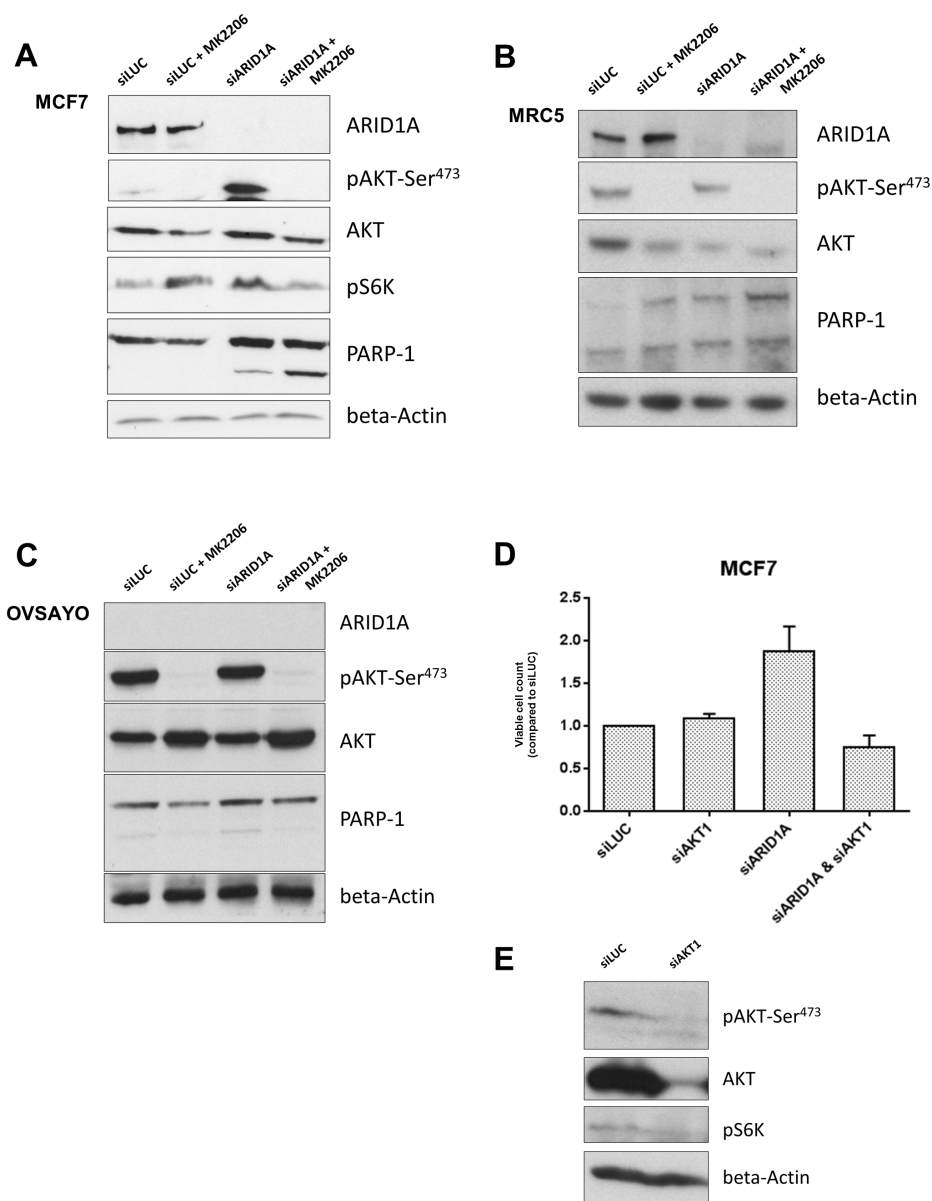 A
siLUC
siLUC + MK2206
siARID1A
siARID1A +
MK2206
MCF7
ARID1A
pAKT-Ser473
AKT
pS6K
PARP-1
beta-Actin
B
siLUC
siLUC + MK2206
siARID1A
siARID1A +
MK2206
MRC5
ARID1A
pAKT-Ser473
AKT
PARP-1
beta-Actin
C
siLUC
siLUC + MK2206
siARID1A
siARID1A +
MK2206
OVSAYO
ARID1A
pAKT-Ser473
AKT
PARP-1
beta-Actin
D
MCF7
Viable cell count
(compared to siLUC)
2.5
2.0
1.5
1.0
0.5
0.0
siLUC
siAKT1
siARID1A
siARID1A & siAKT1
E
siLUC
siAKT1
pAKT-Ser473
AKT
pS6K
beta-Actin